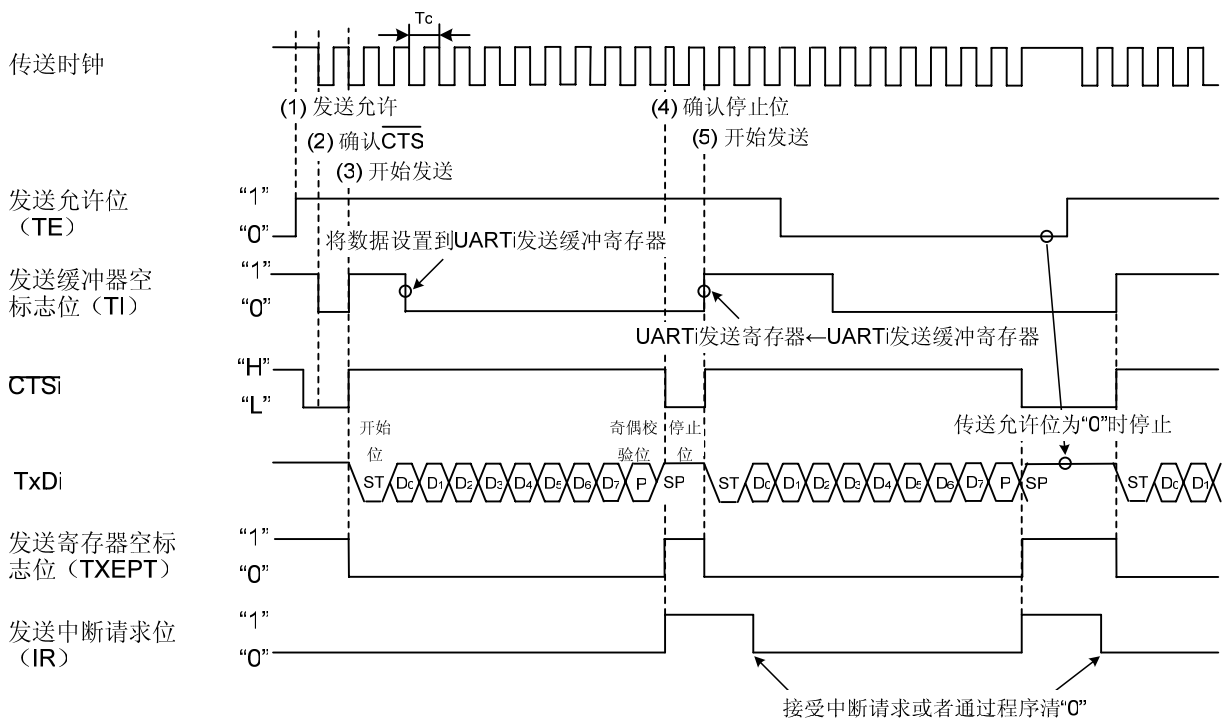 Tc
传送时钟
(1) 发送允许
(4) 确认停止位
(2) 确认CTS
(5) 开始发送
(3) 开始发送
发送允许位
（TE）
“1”
“0”
将数据设置到UARTi发送缓冲寄存器
发送缓冲器空
标志位（TI）
“1”
“0”
UARTi发送寄存器←UARTi发送缓冲寄存器
CTSi
“H”
“L”
传送允许位为“0”时停止
开始
位
奇偶校
验位
停止
位
TxDi
ST D0 D1 D2 D3 D4 D5 D6 D7 P SP ST D0 D1 D2 D3 D4 D5 D6 D7 P SP ST D0 D1
发送寄存器空标
志位（TXEPT）
“1”
“0”
发送中断请求位
（IR）
“1”
“0”
接受中断请求或者通过程序清“0”